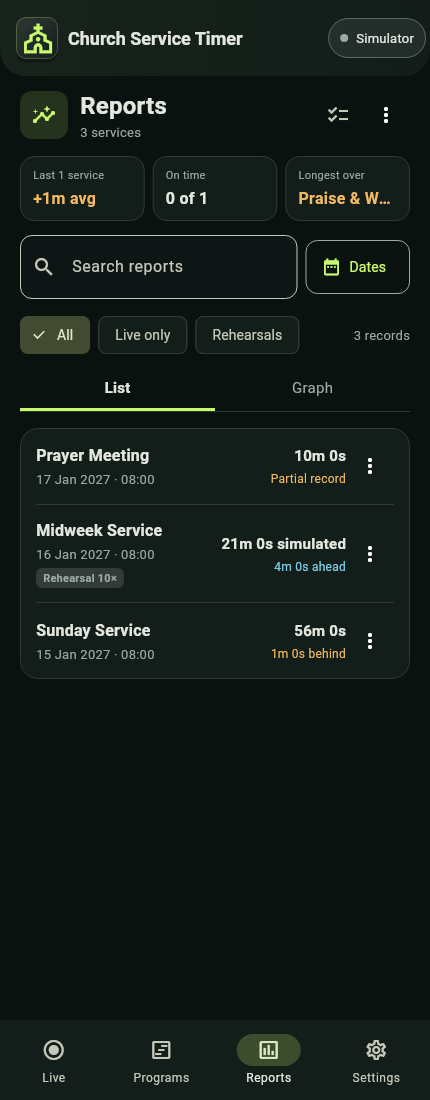 Church Service Timer
Simulator
Reports
3 services
Last 1 service
+1m avg
On time
0 of 1
Longest over
Praise & W...
Search reports
Dates
All
Live only
Rehearsals
3 records
List
Graph
Prayer Meeting
10m 0s
17 Jan 2027 · 08:00
Partial record
Midweek Service
21m 0s simulated
16 Jan 2027 · 08:00
4m 0s ahead
Rehearsal 10×
Sunday Service
56m 0s
15 Jan 2027 · 08:00
1m 0s behind
Live
Programs
Reports
Settings